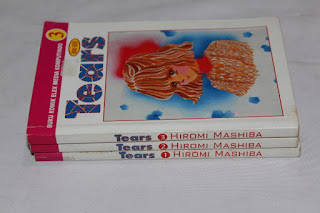 3
BUKU KOMIK ELEX MEDIA KOMPUTINDO
Tears
Tears 3 HIROMI MASHIBA
Tears 2 HIROMI MASHIBA
Tears 1 HIROMI MASHIBA